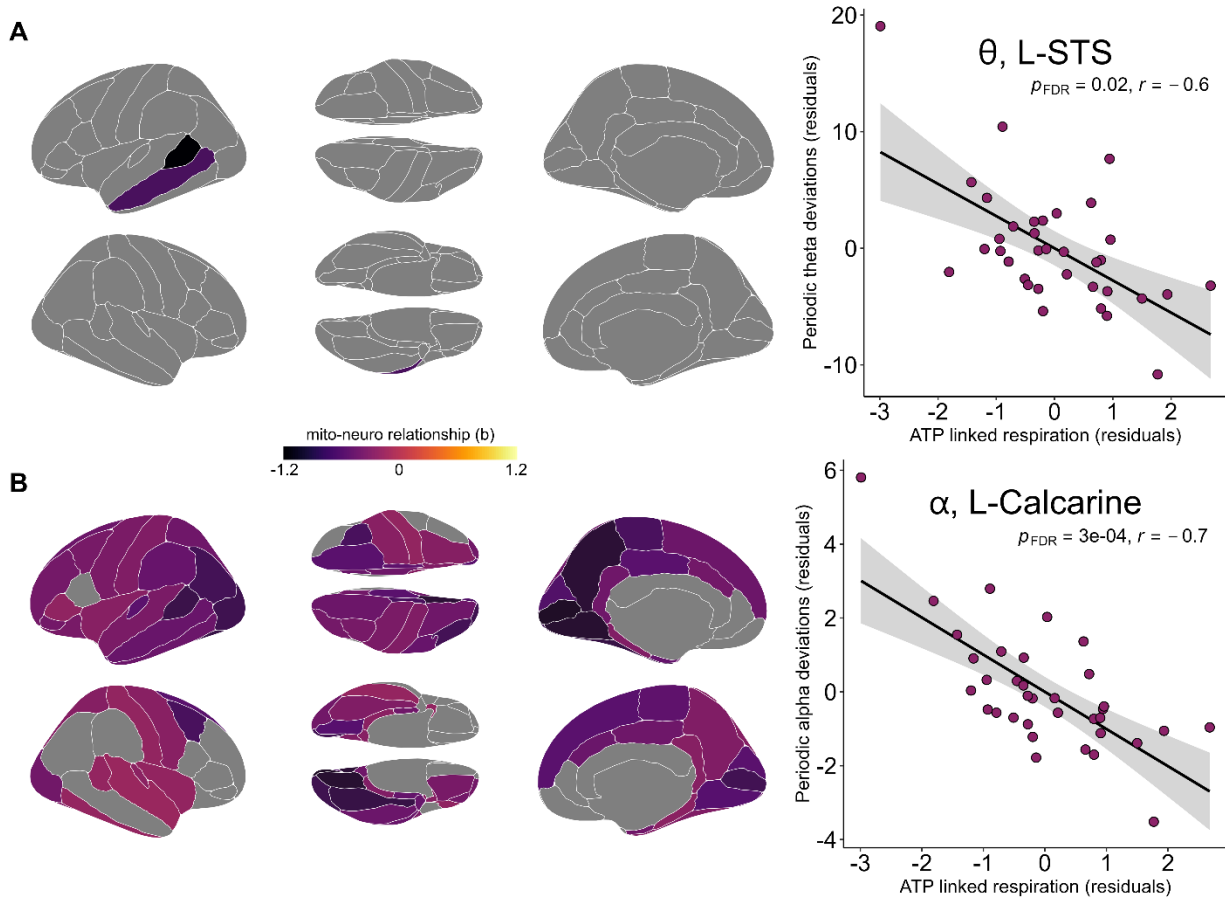 A
20
10
0
-10
Periodic theta deviations (residuals)
θ, L-STS
pFDR = 0.02, r = −0.6
-3 -2 -1 0 1 2
ATP linked respiration (residuals)
mito-neuro relationship (b)
-1.2 0 1.2
B
6
4
2
0
-2
-4
Periodic alpha deviations (residuals)
α, L-Calcarine
pFDR = 3e-04, r = −0.7
-3 -2 -1 0 1 2
ATP linked respiration (residuals)